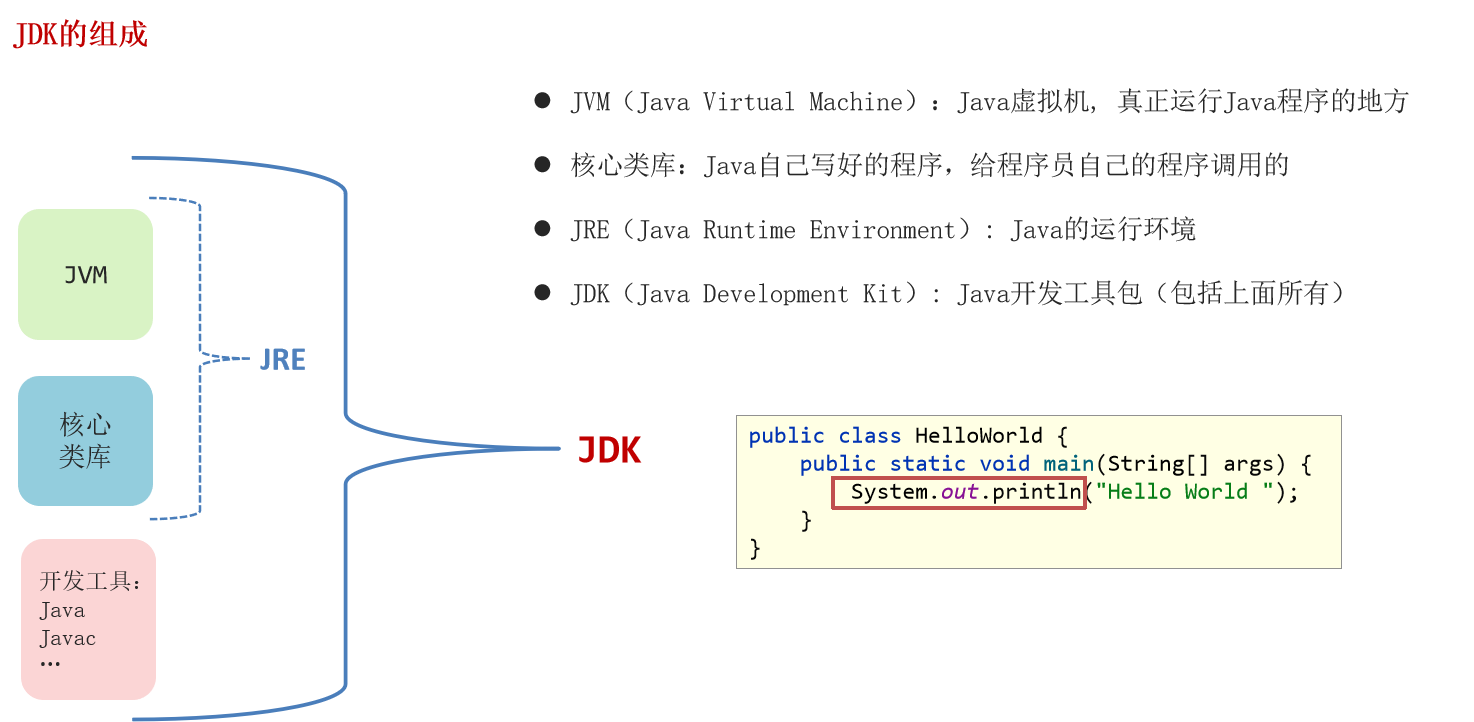 JDK的组成
● JVM（Java Virtual Machine）：Java虚拟机, 真正运行Java程序的地方
● 核心类库：Java自己写好的程序，给程序员自己的程序调用的
● JRE（Java Runtime Environment）: Java的运行环境
● JDK（Java Development Kit）: Java开发工具包（包括上面所有）
JVM
JRE
核心
类库
JDK
开发工具：
Java
Javac
…
public class HelloWorld {
    public static void main(String[] args) {
        System.out.println("Hello World ");
    }
}